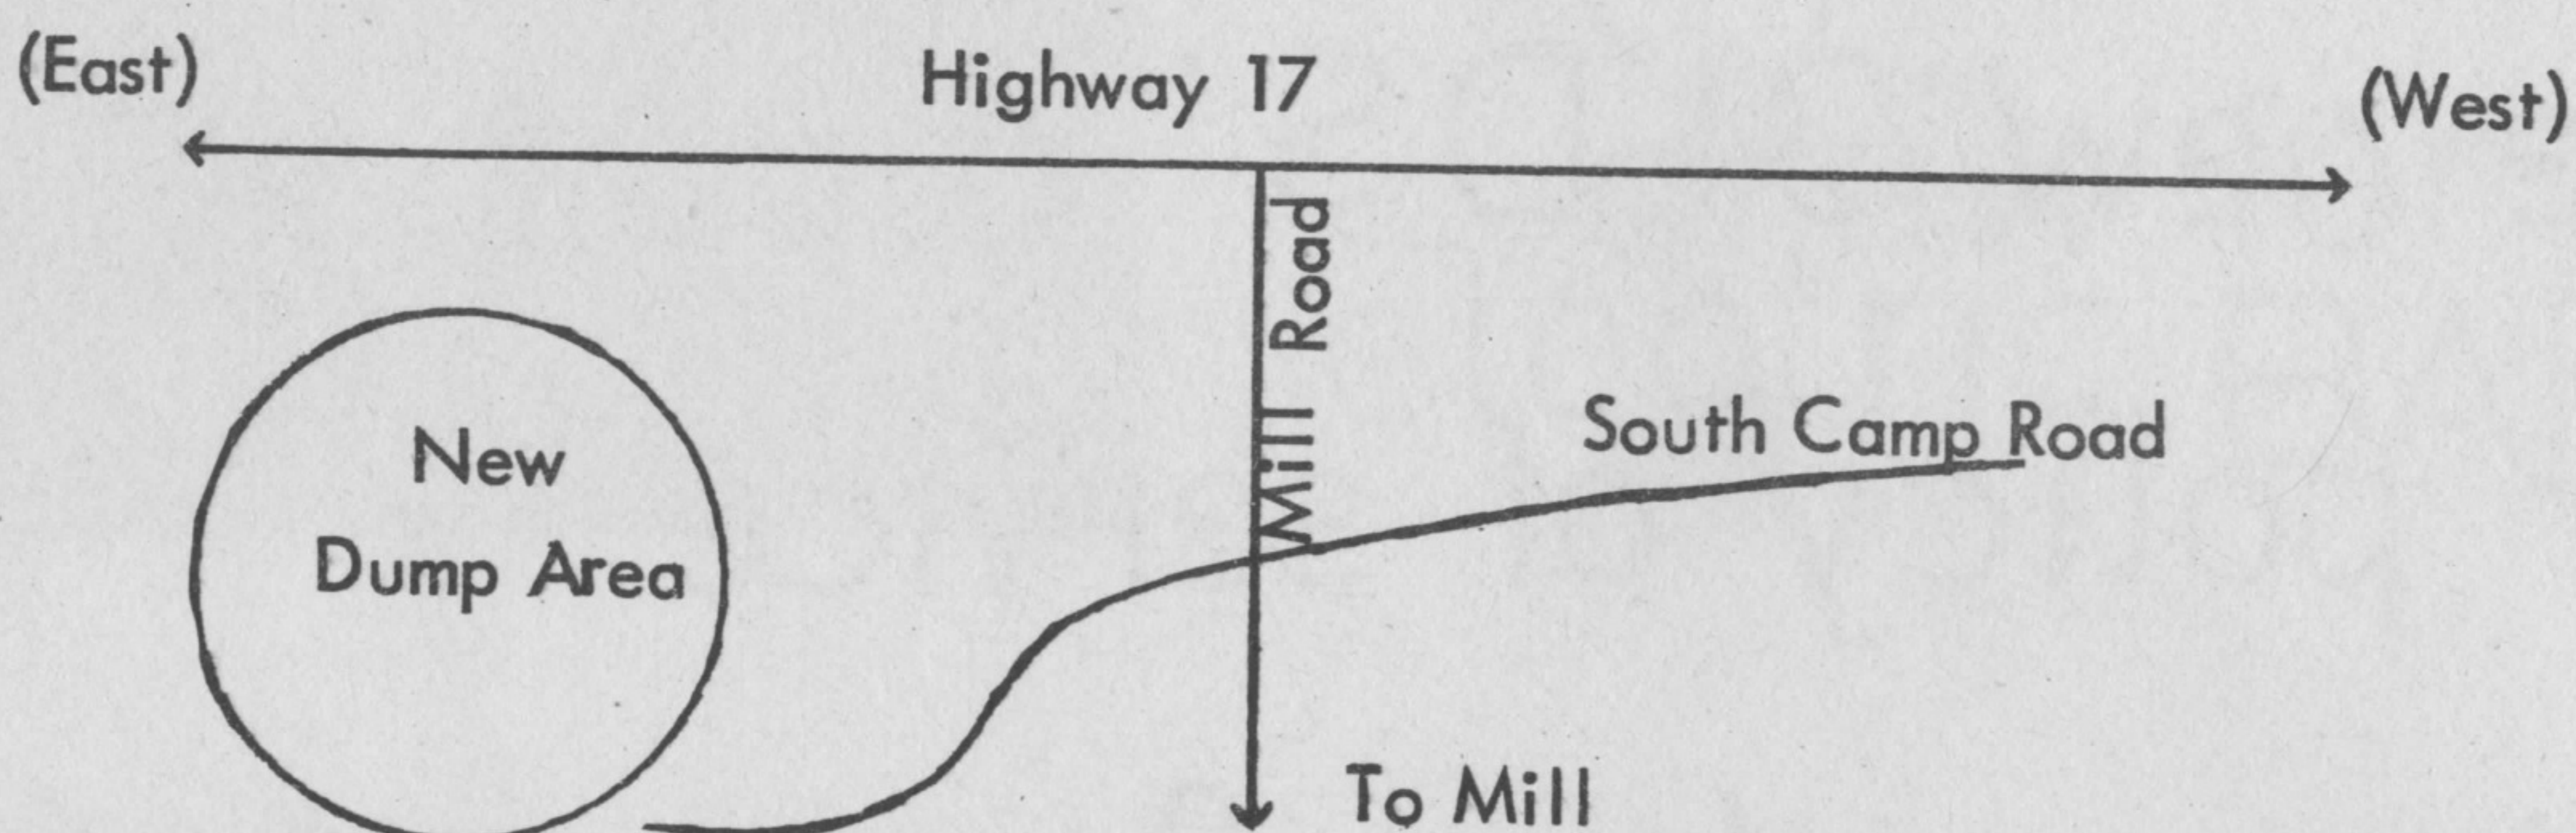 (East)
Highway 17
(West)
Mill Road
South Camp Road
New
Dump Area
To Mill